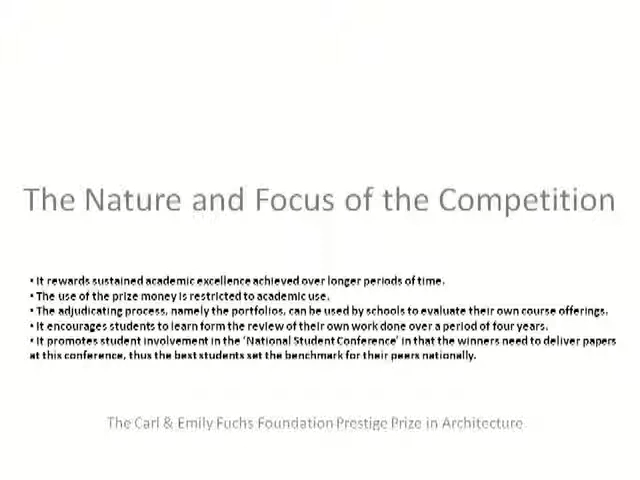 The Nature and Focus of the Competition
• It rewards sustained academic excellence achieved over longer periods of time.
• The use of the prize money is restricted to academic use.
• The adjudicating process, namely the portfolios, can be used by schools to evaluate their own course offerings.
• It encourages students to learn form the review of their own work done over a period of four years.
• It promotes student involvement in the ‘National Student Conference’ in that the winners need to deliver papers
at this conference, thus the best students set the benchmark for their peers nationally.
The Carl & Emily Fuchs Foundation Prestige Prize in Architecture